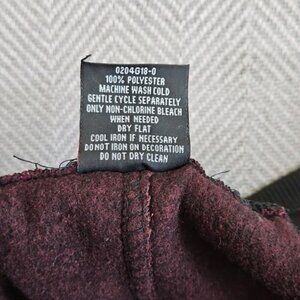 0204G18-0
100% POLYESTER
MACHINE WASH COLD
GENTLE CYCLE SEPARATELY
ONLY NON-CHLORINE BLEACH
WHEN NEEDED
DRY FLAT
COOL IRON IF NECESSARY
DO NOT IRON ON DECORATION
DO NOT DRY CLEAN